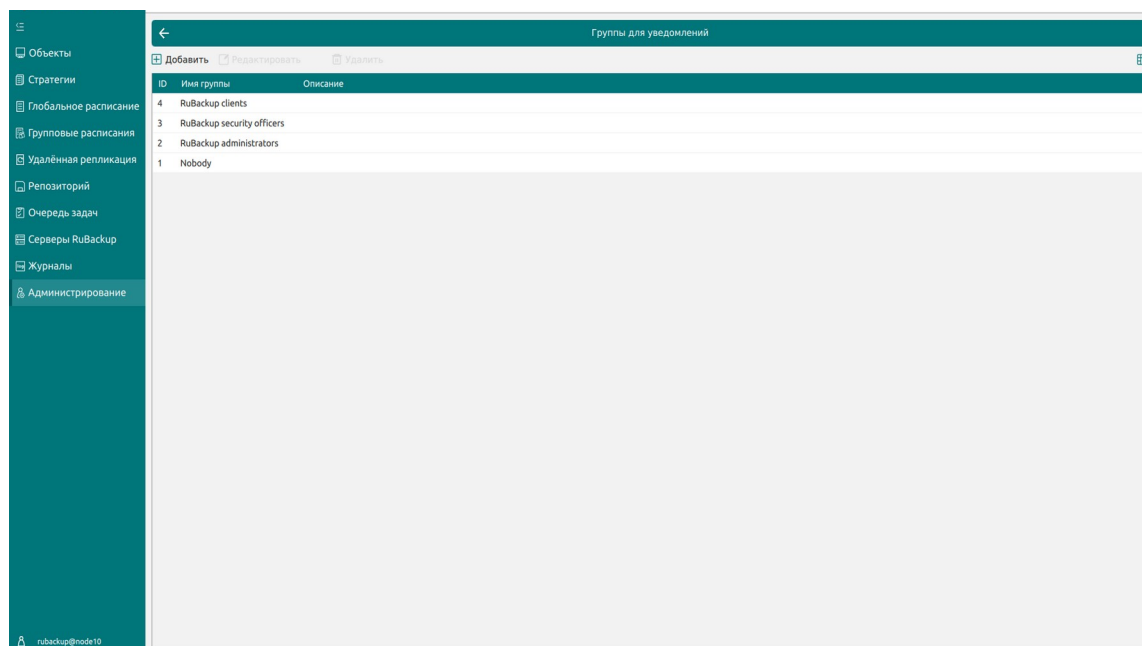 Объекты
Стратегии
Глобальное расписание
Групповые расписания
Удалённая репликация
Репозиторий
Очередь задач
Серверы RuBackup
Журналы
Администрирование
rubackup@node10
Группы для уведомлений
Добавить Редактировать Удалить
ID Имя группы Описание
4 RuBackup clients
3 RuBackup security officers
2 RuBackup administrators
1 Nobody